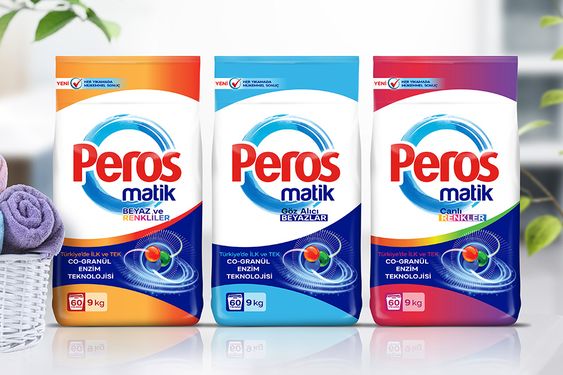 YENİ
HER YIKAMADA
MÜKEMMEL SONUÇ
Peros
matik
BEYAZ ve
RENKLİLER
Türkiye'de İLK ve TEK
CO-GRANÜL
ENZİM
TEKNOLOJİSİ
60
9 kg
YENİ
HER YIKAMADA
MÜKEMMEL SONUÇ
Peros
matik
Göz Alıcı
BEYAZLAR
Türkiye'de İLK ve TEK
CO-GRANÜL
ENZİM
TEKNOLOJİSİ
60
9 kg
YENİ
HER YIKAMADA
MÜKEMMEL SONUÇ
Peros
matik
Canlı
RENKLER
Türkiye'de İLK ve TEK
CO-GRANÜL
ENZİM
TEKNOLOJİSİ
60
9 kg